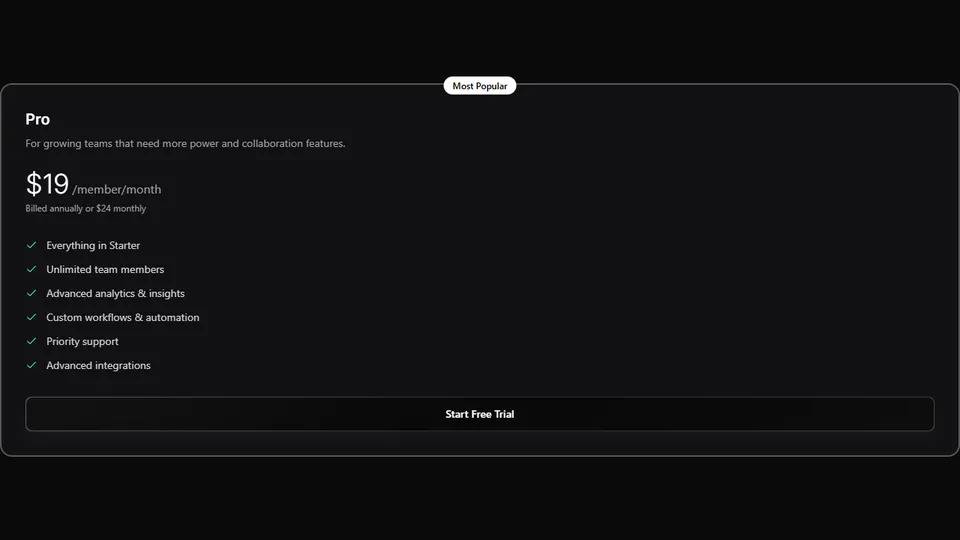 Most Popular
Pro
For growing teams that need more power and collaboration features.
$19 /member/month
Billed annually or $24 monthly
Everything in Starter
Unlimited team members
Advanced analytics & insights
Custom workflows & automation
Priority support
Advanced integrations
Start Free Trial